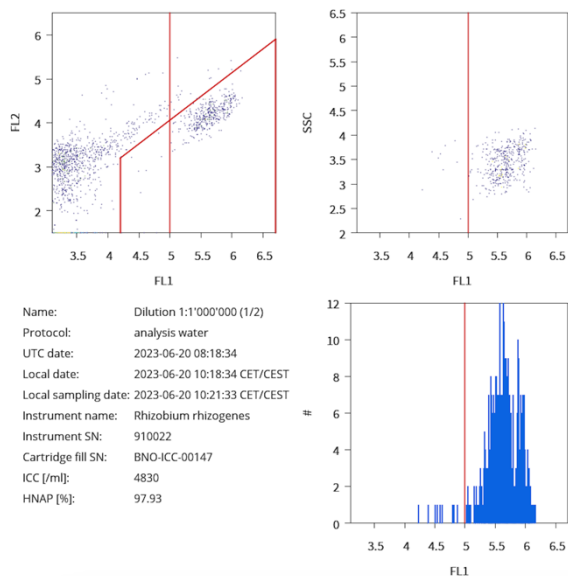 6
5
4
3
2
FL2
3.5 4 4.5 5 5.5 6 6.5
FL1
6.5
6
5.5
5
4.5
4
3.5
3
2.5
2
SSC
3.5 4 4.5 5 5.5 6 6.5
FL1
Name: Dilution 1:1'000'000 (1/2)
Protocol: analysis water
UTC date: 2023-06-20 08:18:34
Local date: 2023-06-20 10:18:34 CET/CEST
Local sampling date: 2023-06-20 10:21:33 CET/CEST
Instrument name: Rhizobium rhizogenes
Instrument SN: 910022
Cartridge fill SN: BNO-ICC-00147
ICC [/ml]: 4830
HNAP [%]: 97.93
12
10
8
6
4
2
0
#
3.5 4 4.5 5 5.5 6 6.5
FL1